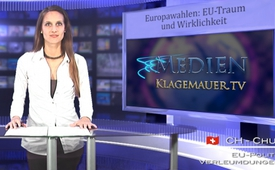 Europawahlen: EU-Traum
und Wirklichkeit
MEDIEN
KLAGEMAUER.TV
CH - CHU
EU-POLIT
VERLEUMDUNGE